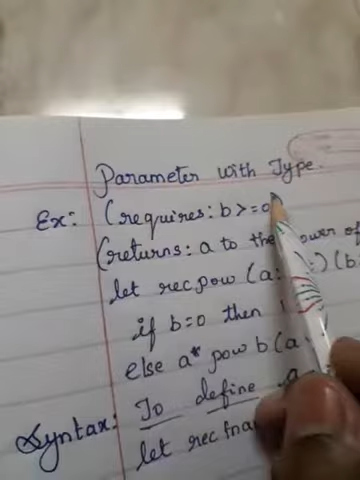 Parameter with Type
Ex: (requires: b>=0)
(returns: a to the power of
let rec pow (a: (b:
if b=0 then
else a* pow b (a
Syntax: To define a
let rec